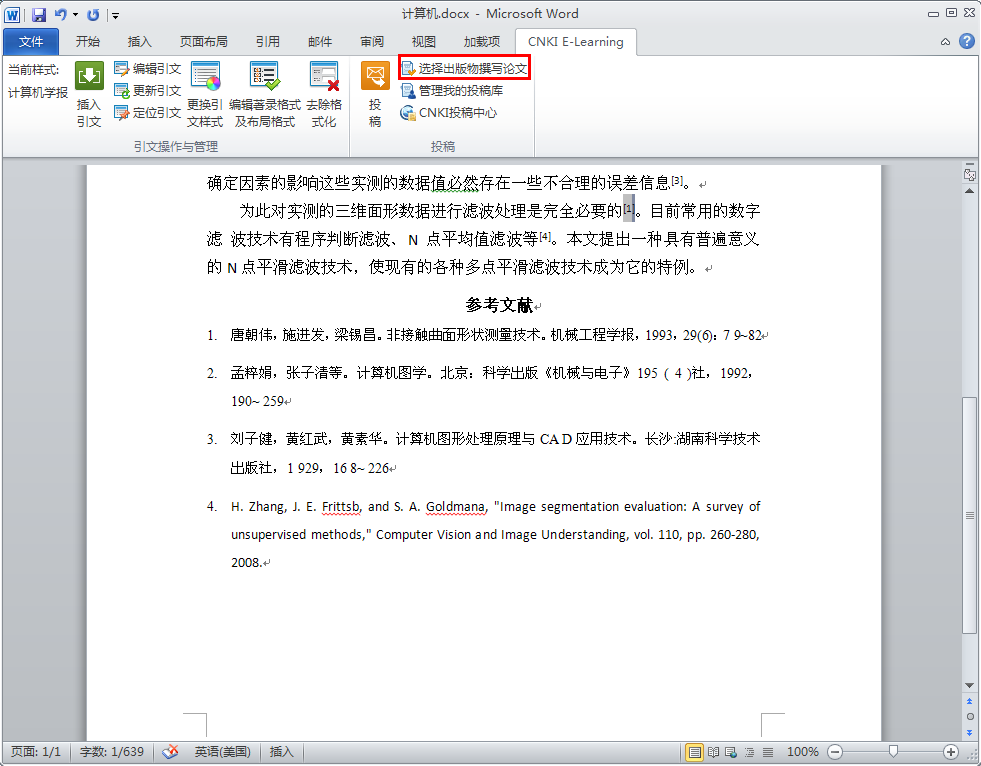 计算机.docx - Microsoft Word
文件 开始 插入 页面布局 引用 邮件 审阅 视图 加载项 CNKI E-Learning
当前样式:
计算机学报
插入
引文
编辑引文
更新引文
定位引文
更换引
文样式
编辑著录格式
及布局格式
去除格
式化
引文操作与管理
投
稿
选择出版物撰写论文
管理我的投稿库
CNKI投稿中心
投稿
确定因素的影响这些实测的数据值必然存在一些不合理的误差信息[3]。
为此对实测的三维面形数据进行滤波处理是完全必要的[1]。目前常用的数字
滤 波技术有程序判断滤波、 N 点平均值滤波等[4]。本文提出一种具有普遍意义
的 N 点平滑滤波技术，使现有的各种多点平滑滤波技术成为它的特例。
参考文献
1. 唐朝伟，施进发，梁锡昌。非接触曲面形状测量技术。机械工程学报，1993，29(6)：7 9~82
2. 孟梓娟，张子清等。计算机图学。北京：科学出版《机械与电子》195 ( 4 )社，1992，
190~ 259
3. 刘子健，黄红武，黄素华。计算机图形处理原理与 CA D 应用技术。长沙:湖南科学技术
出版社，1 929，16 8~ 226
4. H. Zhang, J. E. Frittsb, and S. A. Goldmana, "Image segmentation evaluation: A survey of
unsupervised methods," Computer Vision and Image Understanding, vol. 110, pp. 260-280,
2008.
页面: 1/1 字数: 1/639 英语(美国) 插入 100%